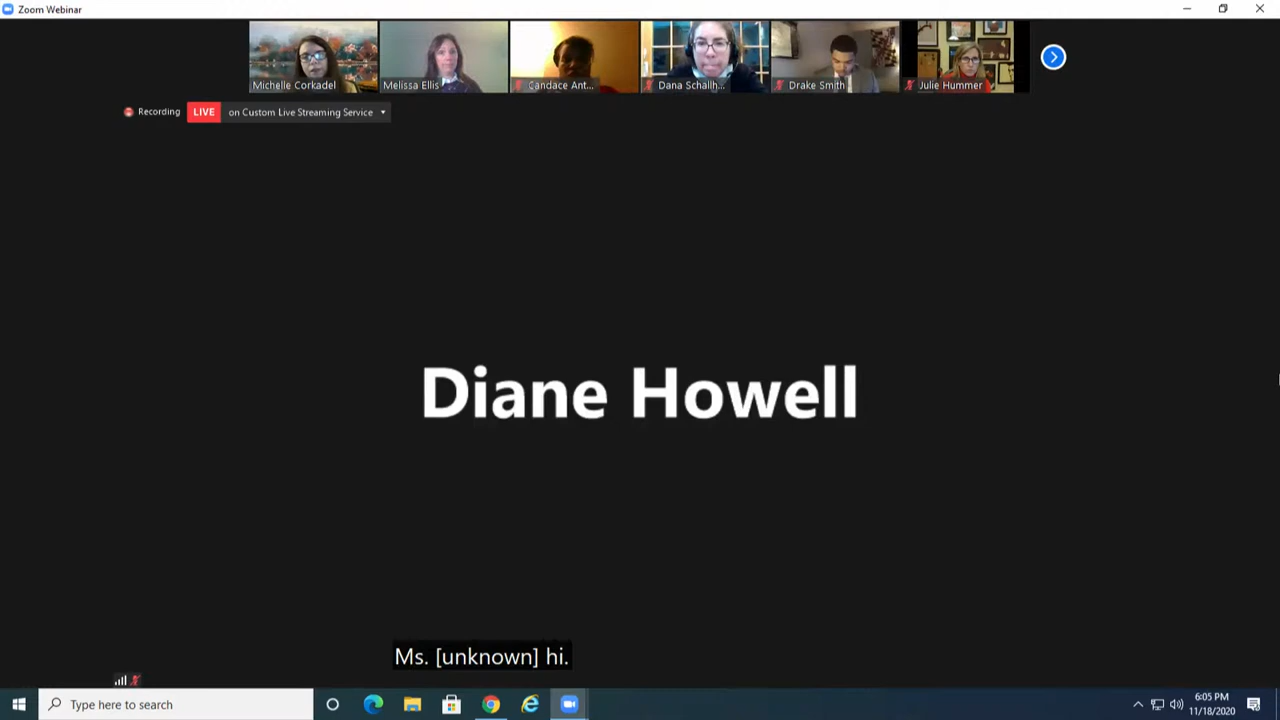 Zoom Webinar
Michelle Corkadel
Melissa Ellis
Candace Ant...
Dana Schallh...
Drake Smith
Julie Hummer
Recording
LIVE
on Custom Live Streaming Service
Diane Howell
Ms. [unknown] hi.
Type here to search
6:05 PM
11/18/2020